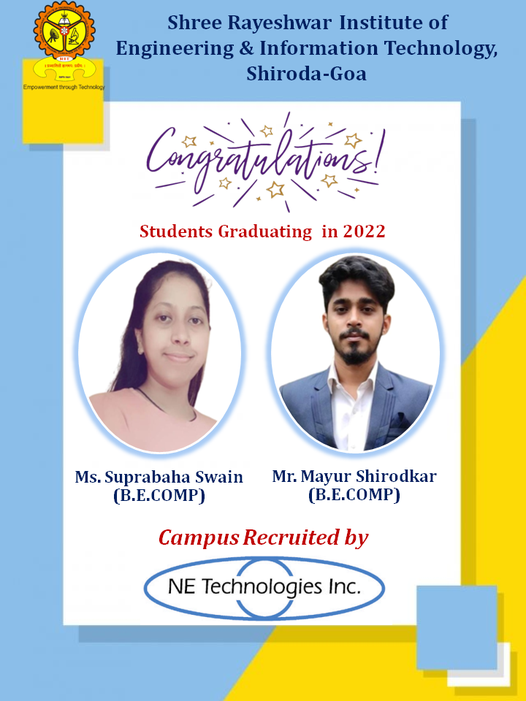 Shree Rayeshwar Institute of
Engineering & Information Technology,
Shiroda-Goa
Empowerment through Technology
Congratulations!
Students Graduating in 2022
Ms. Suprabaha Swain
(B.E.COMP)
Mr. Mayur Shirodkar
(B.E.COMP)
Campus Recruited by
NE Technologies Inc.